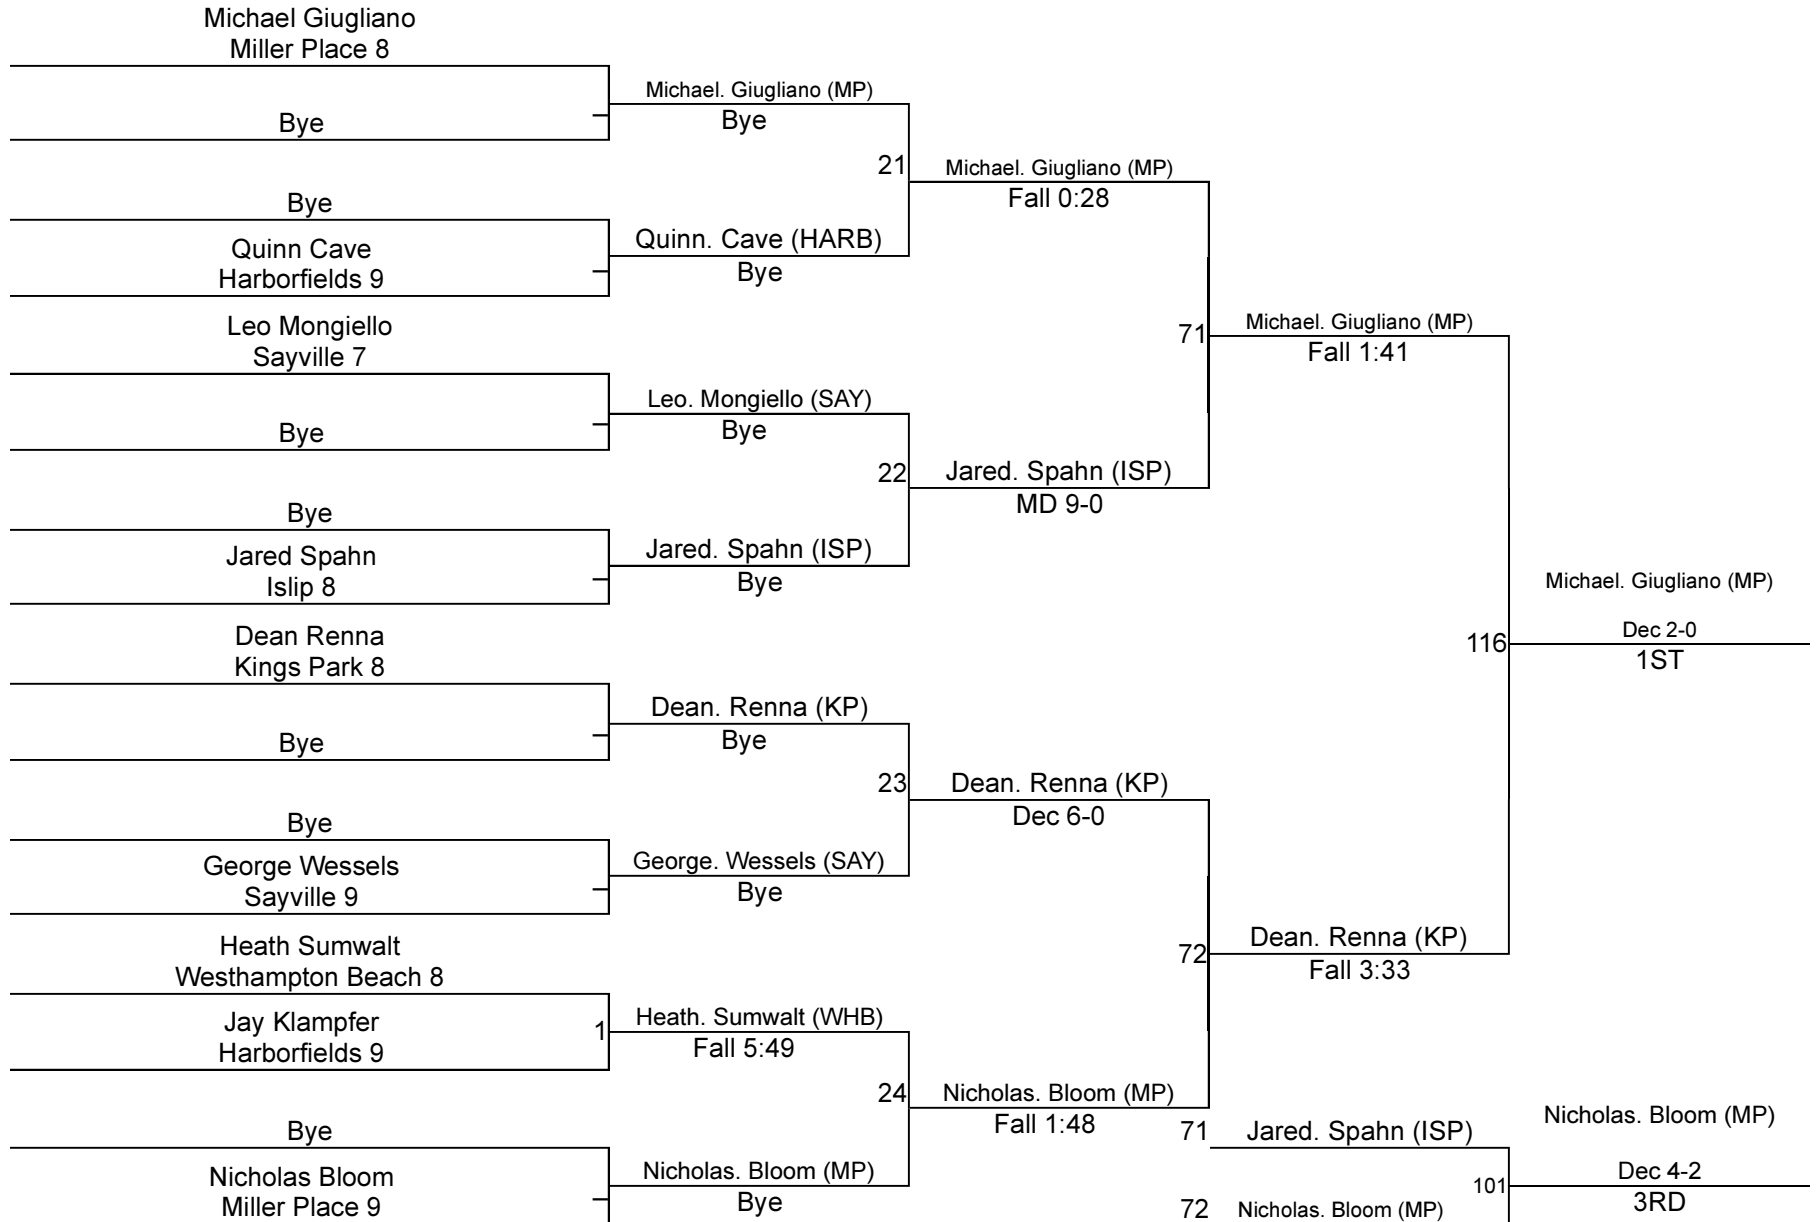 Michael Giugliano
Miller Place 8
Michael. Giugliano (MP)
Bye
Bye
21
Michael. Giugliano (MP)
Fall 0:28
Bye
Quinn Cave
Harborfields 9
Quinn. Cave (HARB)
Bye
Leo Mongiello
Sayville 7
71
Michael. Giugliano (MP)
Fall 1:41
Leo. Mongiello (SAY)
Bye
Bye
22
Jared. Spahn (ISP)
MD 9-0
Bye
Jared Spahn
Islip 8
Jared. Spahn (ISP)
Bye
Michael. Giugliano (MP)
116
Dec 2-0
1ST
Dean Renna
Kings Park 8
Dean. Renna (KP)
Bye
Bye
23
Dean. Renna (KP)
Dec 6-0
Bye
George Wessels
Sayville 9
George. Wessels (SAY)
Bye
Heath Sumwalt
Westhampton Beach 8
72
Dean. Renna (KP)
Fall 3:33
Jay Klampfer
Harborfields 9
1
Heath. Sumwalt (WHB)
Fall 5:49
24
Nicholas. Bloom (MP)
Fall 1:48
Bye
Nicholas Bloom
Miller Place 9
Nicholas. Bloom (MP)
Bye
71
Jared. Spahn (ISP)
Nicholas. Bloom (MP)
101
Dec 4-2
3RD
72
Nicholas. Bloom (MP)